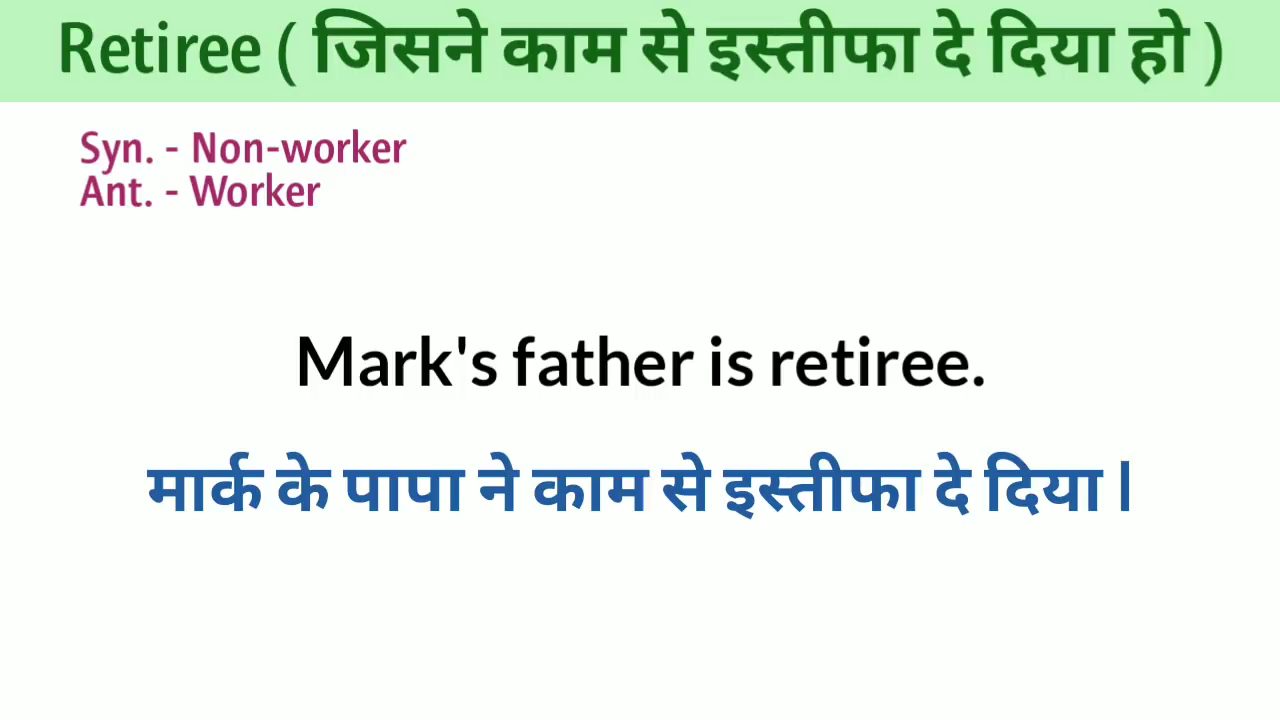 Retiree ( जिसने काम से इस्तीफा दे दिया हो )
Syn. - Non-worker
Ant. - Worker
Mark's father is retiree.
मार्क के पापा ने काम से इस्तीफा दे दिया l